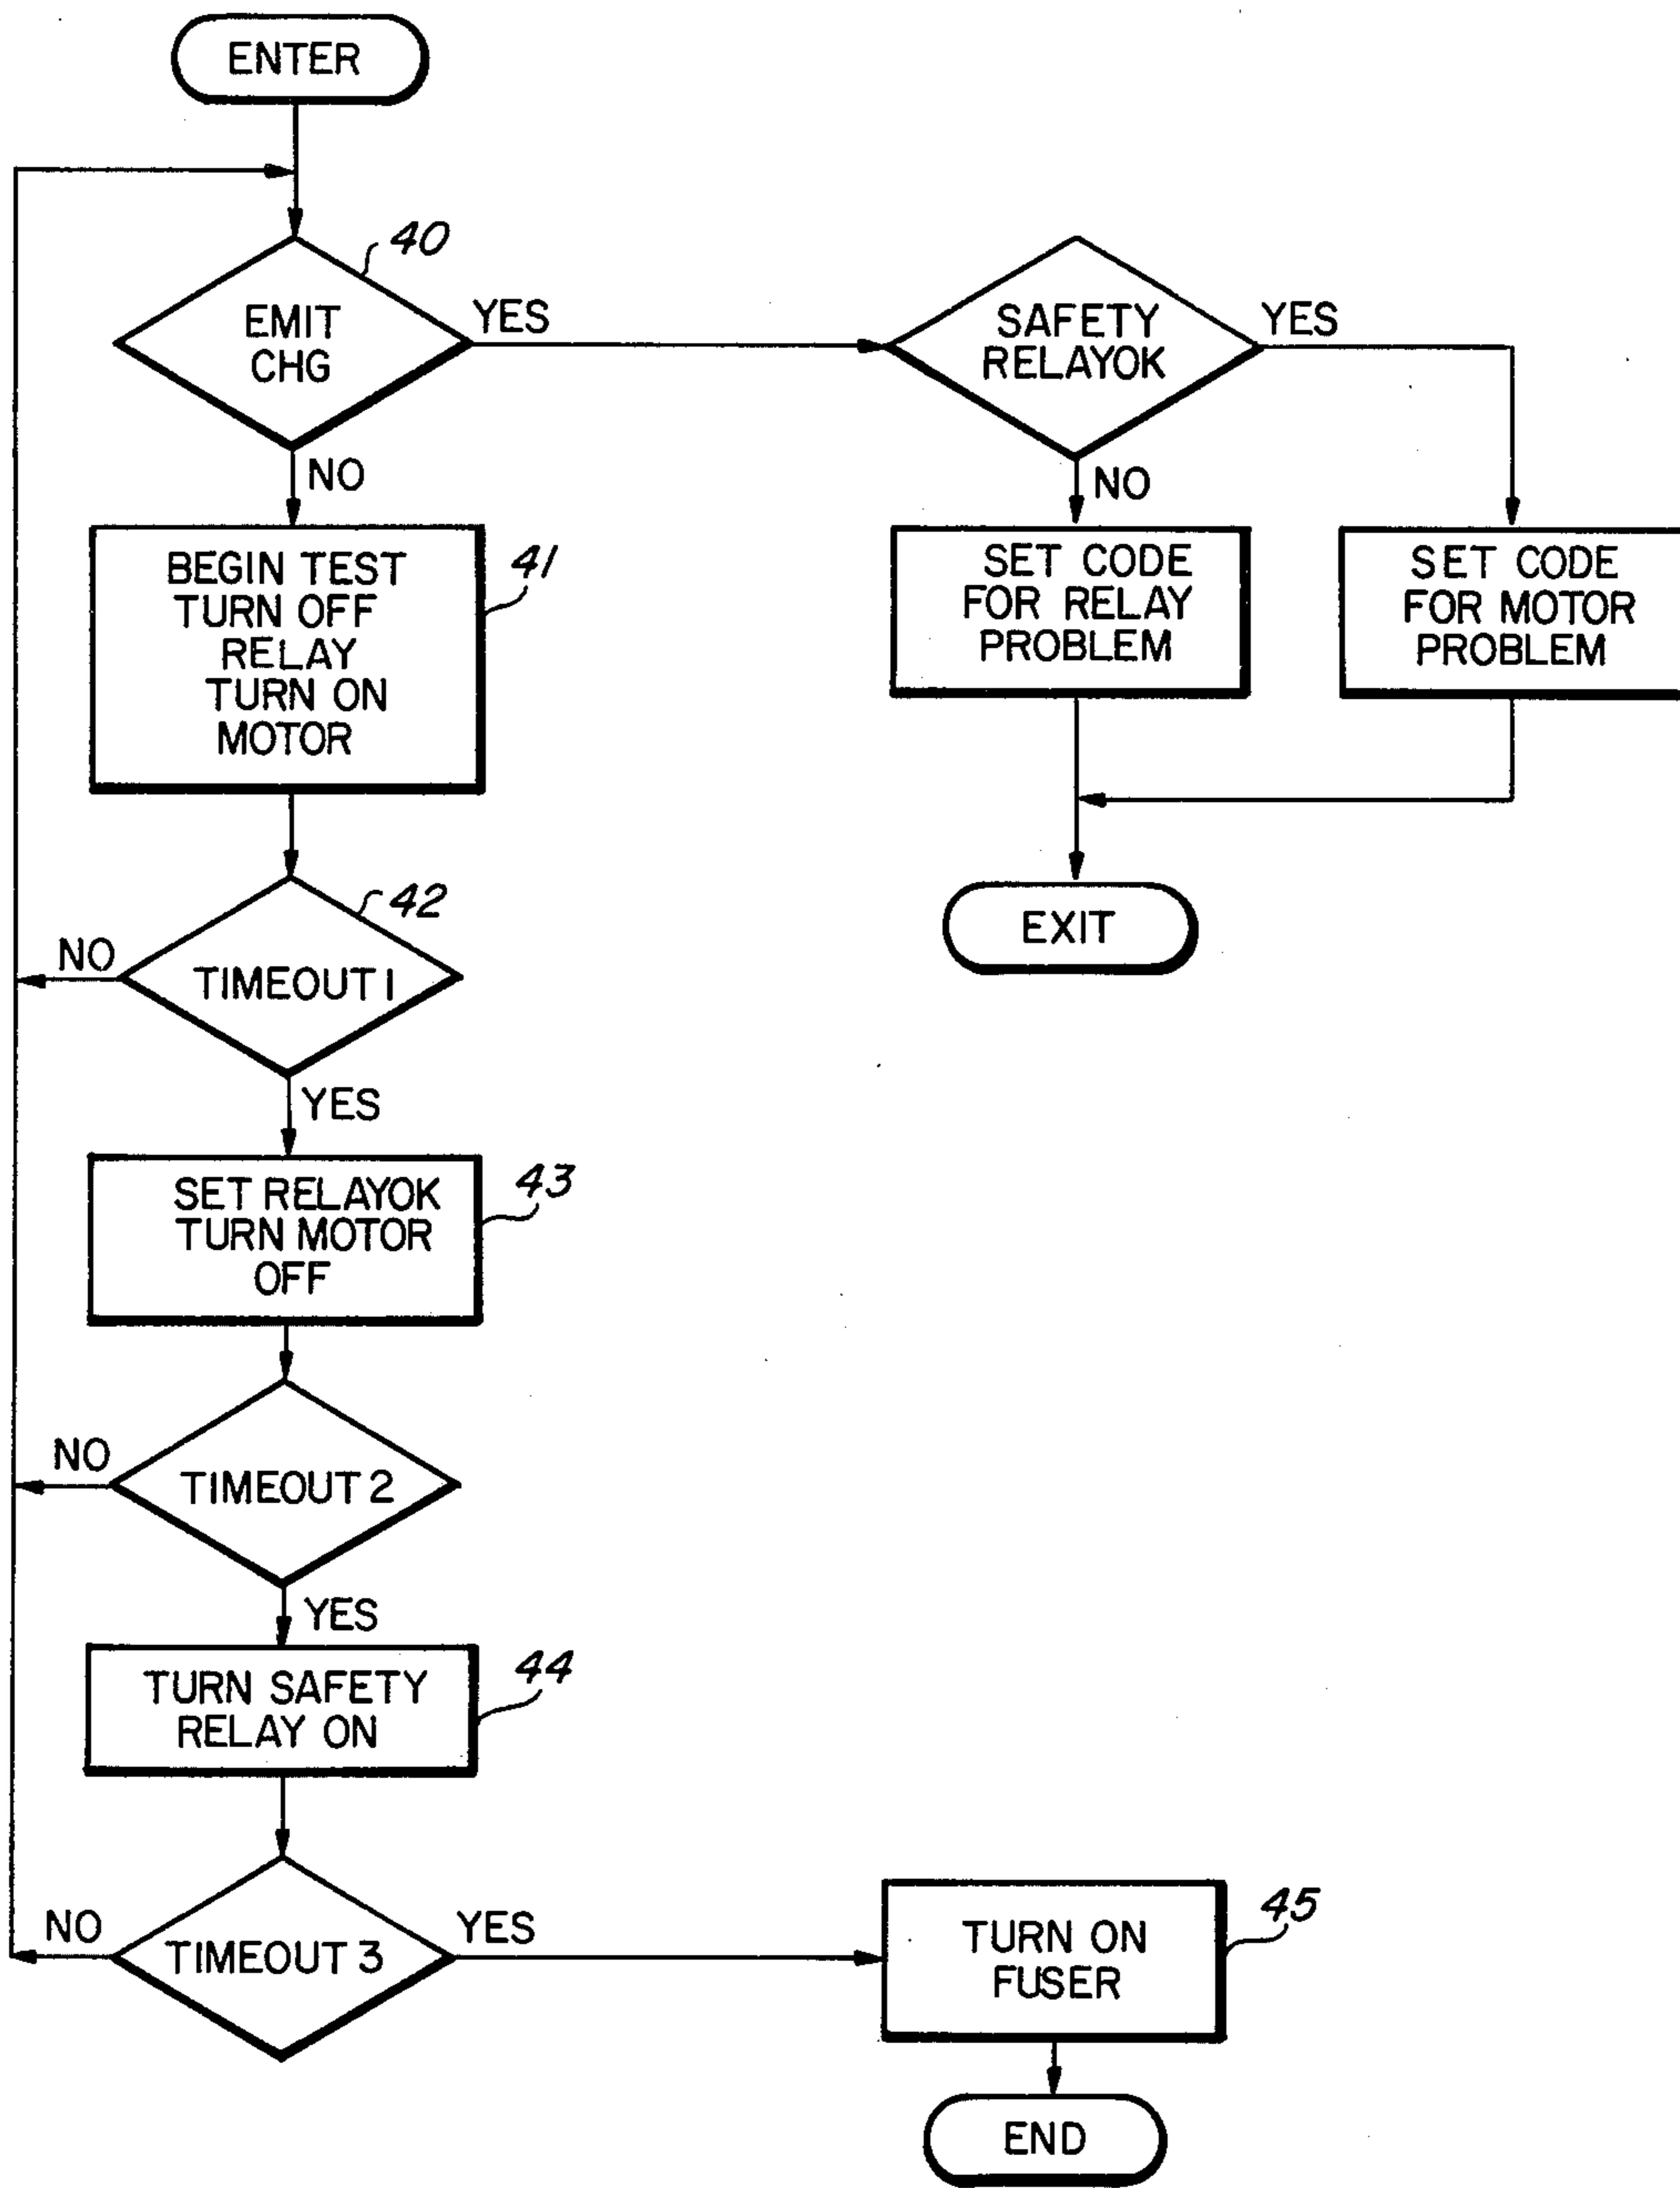 ENTER
40
EMIT
CHG
YES
SAFETY
RELAYOK
YES
NO
NO
BEGIN TEST
TURN OFF
RELAY
TURN ON
MOTOR
41
SET CODE
FOR RELAY
PROBLEM
SET CODE
FOR MOTOR
PROBLEM
42
NO
TIMEOUT 1
EXIT
YES
SET RELAYOK
TURN MOTOR
OFF
43
NO
TIMEOUT 2
YES
TURN SAFETY
RELAY ON
44
NO
TIMEOUT 3
YES
TURN ON
FUSER
45
END